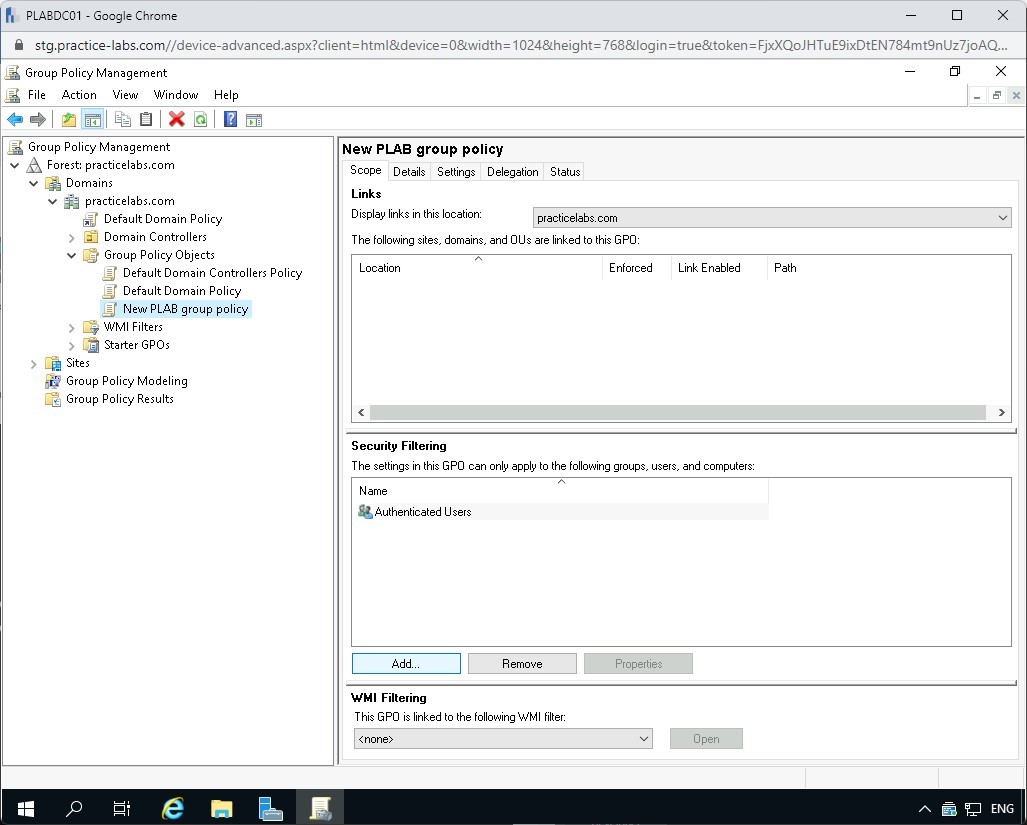 PLABDC01 - Google Chrome
stg.practice-labs.com//device-advanced.aspx?client=html&device=0&width=1024&height=768&login=true&token=FjxXQoJHTuE9ixDtEN784mt9nUz7joAQ...
Group Policy Management
File Action View Window Help
Group Policy Management
Forest: practicelabs.com
Domains
practicelabs.com
Default Domain Policy
Domain Controllers
Group Policy Objects
Default Domain Controllers Policy
Default Domain Policy
New PLAB group policy
WMI Filters
Starter GPOs
Sites
Group Policy Modeling
Group Policy Results
New PLAB group policy
Scope Details Settings Delegation Status
Links
Display links in this location: practicelabs.com
The following sites, domains, and OUs are linked to this GPO:
Location Enforced Link Enabled Path
Security Filtering
The settings in this GPO can only apply to the following groups, users, and computers:
Name
Authenticated Users
Add... Remove Properties
WMI Filtering
This GPO is linked to the following WMI filter:
<none> Open
ENG